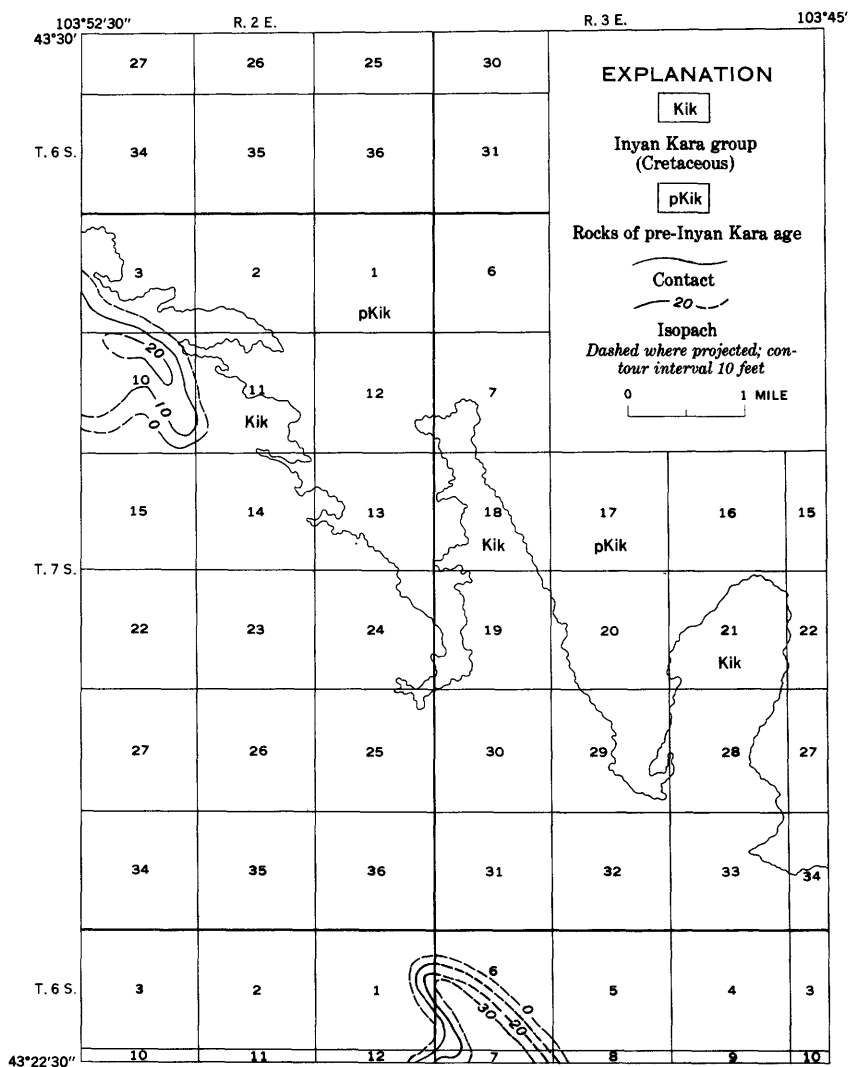 103°52'30" R. 2 E. R. 3 E. 103°45'
43°30'
27 26 25 30
EXPLANATION
Kik
Inyan Kara group
(Cretaceous)
pKik
Rocks of pre-Inyan Kara age
Contact
20
Isopach
Dashed where projected; con-
tour interval 10 feet
0 1 MILE
T. 6 S. 34 35 36 31
3 2 1 6
pKik
20
10 11 12 7
10
0
Kik
15 14 13 18 17 16 15
Kik pKik
T. 7 S.
22 23 24 19 20 21 22
Kik
27 26 25 30 29 28 27
34 35 36 31 32 33 34
T. 6 S. 3 2 1 6 5 4 3
0
30 20
43°22'30" 10 11 12 7 8 9 10